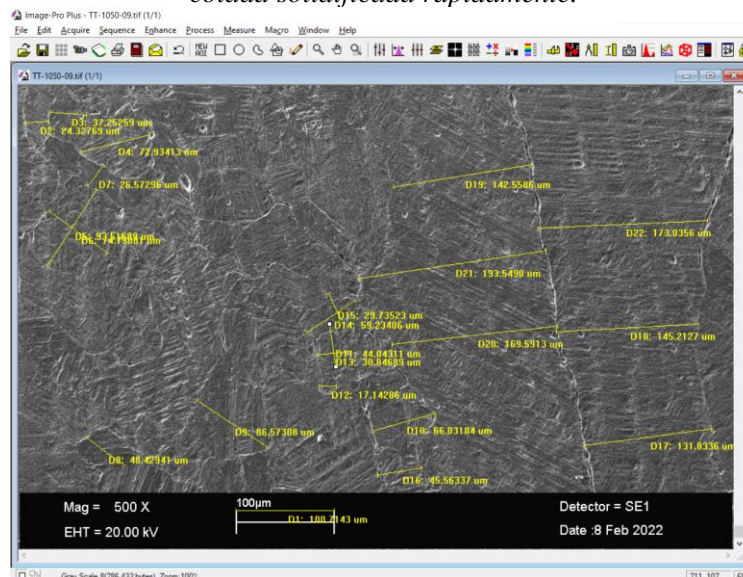 colada solidificada rápidamente.
Image-Pro Plus - TT-1050-09.tif (1/1)
File Edit Acquire Sequence Enhance Process Measure Macro Window Help
TT-1050-09.tif (1/1)
D3: 37.25259 um
D2: 24.32769 um
D4: 72.93413 um
D7: 26.57296 um
D19: 142.5586 um
D22: 173.0356 um
D21: 193.5490 um
D15: 29.73523 um
D14: 59.23406 um
D18: 145.2127 um
D20: 169.5913 um
D11: 44.04311 um
D13: 30.84689 um
D12: 17.14286 um
D9: 86.57308 um
D10: 66.03184 um
D17: 131.0336 um
D8: 48.42941 um
D16: 45.56337 um
Mag = 500 X
100µm
Detector = SE1
EHT = 20.00 kV
Date :8 Feb 2022